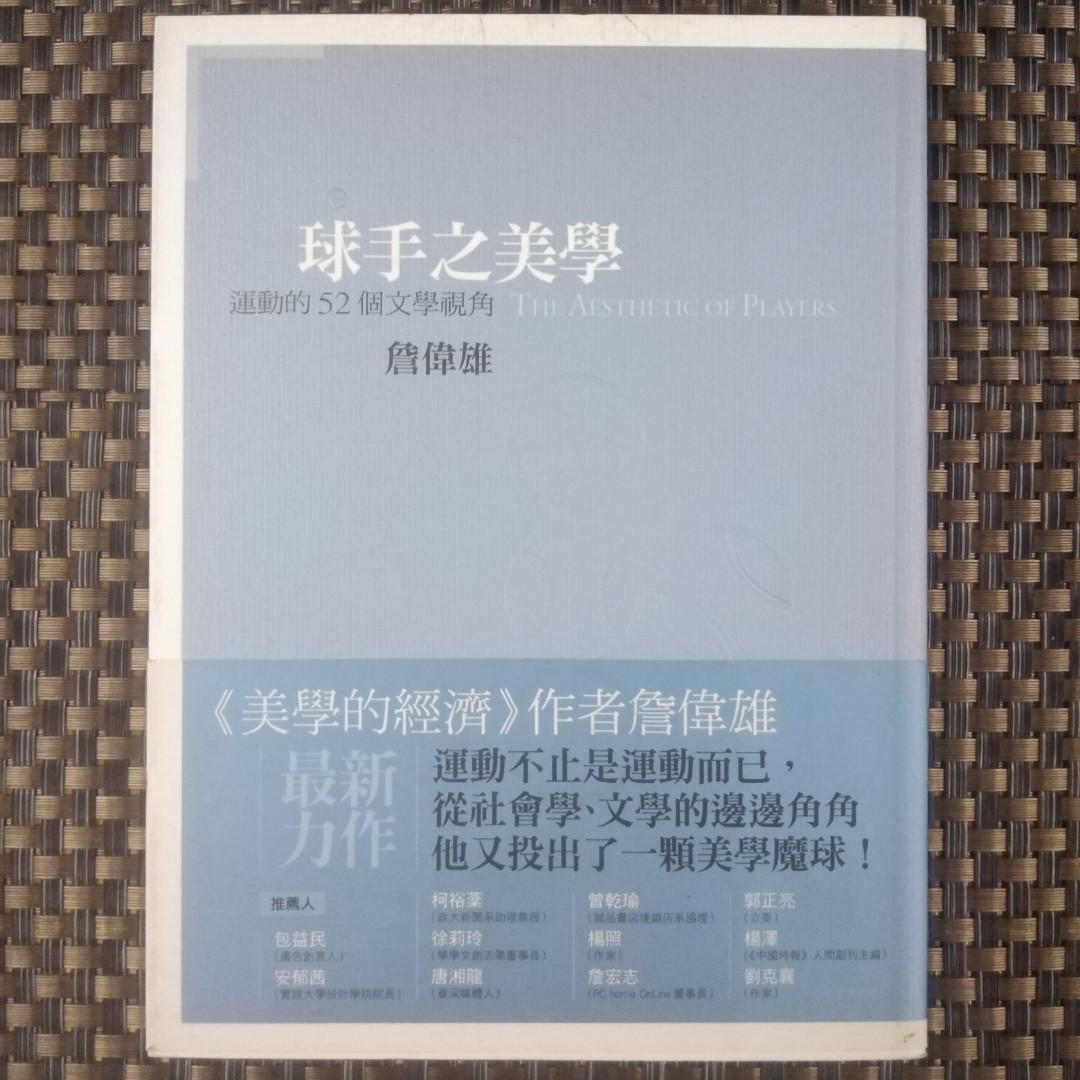 球手之美學
運動的52個文學視角 THE AESTHETIC OF PLAYERS
詹偉雄
《美學的經濟》作者詹偉雄
最新力作
運動不止是運動而已，
從社會學、文學的邊邊角角
他又投出了一顆美學魔球！
推薦人
包益民
（廣告創意人）
安郁茜
（實踐大學設計學院院長）
柯裕棻
（政大新聞系助理教授）
徐莉玲
（學學文創志業董事長）
唐湘龍
（資深媒體人）
曾乾瑜
（誠品書店連鎖店系協理）
楊照
（作家）
詹宏志
（PC home OnLine 董事長）
郭正亮
（立委）
楊澤
（《中國時報》人間副刊主編）
劉克襄
（作家）